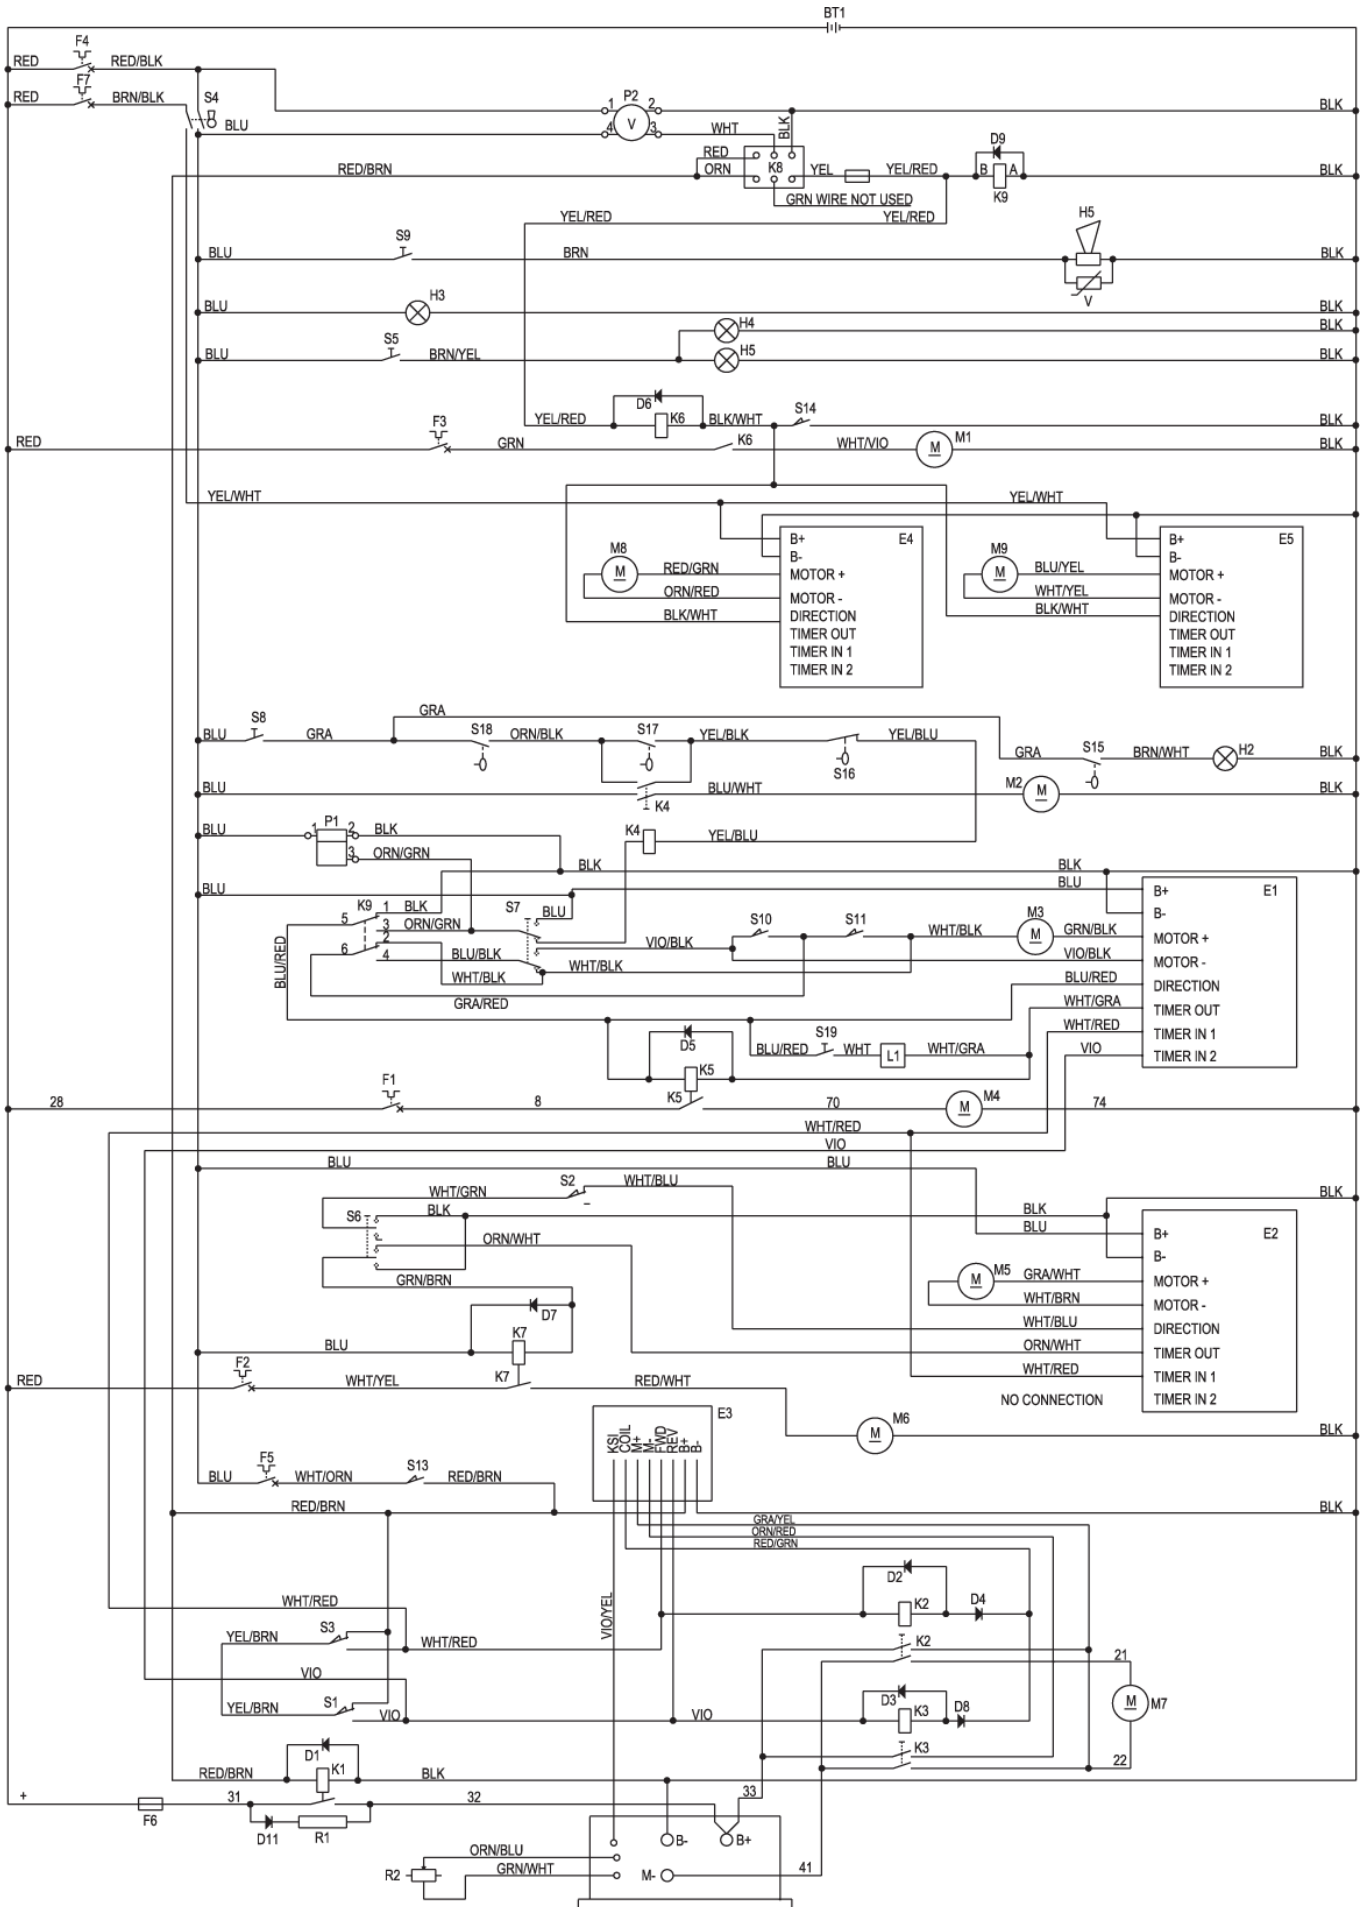 BT1
F4
RED RED/BLK
F7
RED BRN/BLK S4
BLU
P2
1 2
V
4 3
WHT BLK BLK
D9
RED
RED/BRN ORN K8 YEL YEL/RED B A BLK
K9
GRN WIRE NOT USED
YEL/RED YEL/RED
H5
S9
BLU BRN BLK
V
H3
BLU BLK
H4 BLK
S5
BLU BRN/YEL H5 BLK
D6
YEL/RED K6 BLK/WHT S14 BLK
F3
RED GRN K6 WHT/VIO M M1 BLK
YEL/WHT YEL/WHT
E4
B+
B-
MOTOR +
MOTOR -
DIRECTION
TIMER OUT
TIMER IN 1
TIMER IN 2
M8
M
RED/GRN
ORN/RED
BLK/WHT
E5
B+
B-
MOTOR +
MOTOR -
DIRECTION
TIMER OUT
TIMER IN 1
TIMER IN 2
M9
M
BLU/YEL
WHT/YEL
BLK/WHT
GRA
S8
BLU GRA S18 ORN/BLK S17 YEL/BLK S16 YEL/BLU
GRA S15 BRN/WHT H2 BLK
BLU K4 BLU/WHT M2 M BLK
P1
BLU 1 2 BLK
3 ORN/GRN
K4 YEL/BLU
BLK BLK
BLU BLU
K9 1 BLK S7 BLU
5 3 ORN/GRN
2
6 4 BLU/BLK
WHT/BLK WHT/BLK
GRA/RED
BLU/RED
VIO/BLK S10 S11 WHT/BLK M3 M GRN/BLK
VIO/BLK
BLU/RED
WHT/GRA
WHT/RED
VIO
E1
B+
B-
MOTOR +
MOTOR -
DIRECTION
TIMER OUT
TIMER IN 1
TIMER IN 2
D5
K5
BLU/RED S19 WHT L1 WHT/GRA
F1
28 8 K5 70 M M4 74
WHT/RED
VIO
BLU BLU
WHT/GRN S2 WHT/BLU BLK
S6 BLK BLK
BLU
ORN/WHT
GRN/BRN
M M5 GRA/WHT
WHT/BRN
WHT/BLU
ORN/WHT
WHT/RED
NO CONNECTION
E2
B+
B-
MOTOR +
MOTOR -
DIRECTION
TIMER OUT
TIMER IN 1
TIMER IN 2
D7
BLU K7
F2
RED WHT/YEL K7 RED/WHT
M M6 BLK
E3
KSI
COIL
M+
M-
FWD
REV
B+
B-
F5
BLU WHT/ORN S13 RED/BRN
RED/BRN BLK
GRA/YEL
ORN/RED
RED/GRN
D2
K2 D4
VIO/YEL
WHT/RED
YEL/BRN S3 WHT/RED
K2
21
VIO
YEL/BRN S1 VIO VIO
D3
K3 D8
M M7
K3
22
D1
RED/BRN K1 BLK
+ F6 31 32 33
D11 R1
B- B+
ORN/BLU
R2 GRN/WHT M- 41